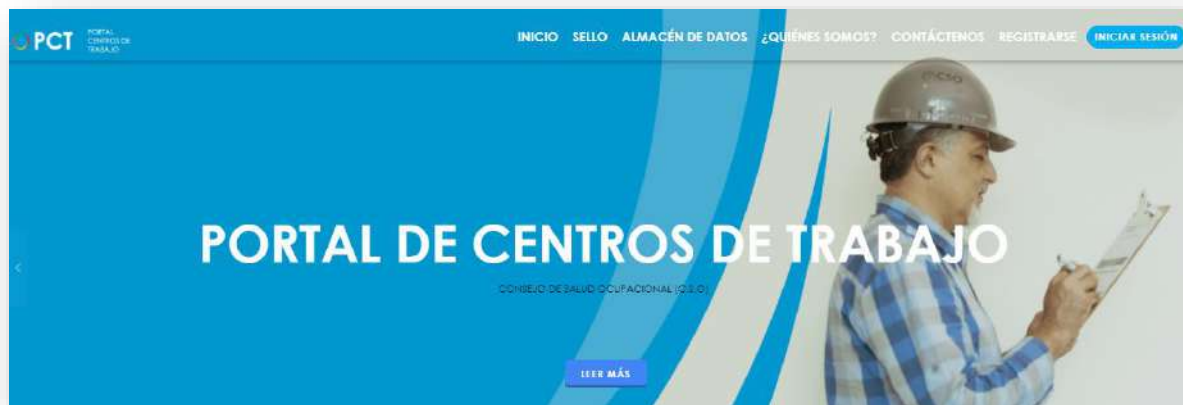 PCT
PORTAL
CENTROS DE
TRABAJO
INICIO SELLO ALMACÉN DE DATOS ¿QUIÉNES SOMOS? CONTÁCTENOS REGISTRARSE INICIAR SESIÓN
CSO
PORTAL DE CENTROS DE TRABAJO
CONSEJO DE SALUD OCUPACIONAL (C.S.O)
LEER MÁS